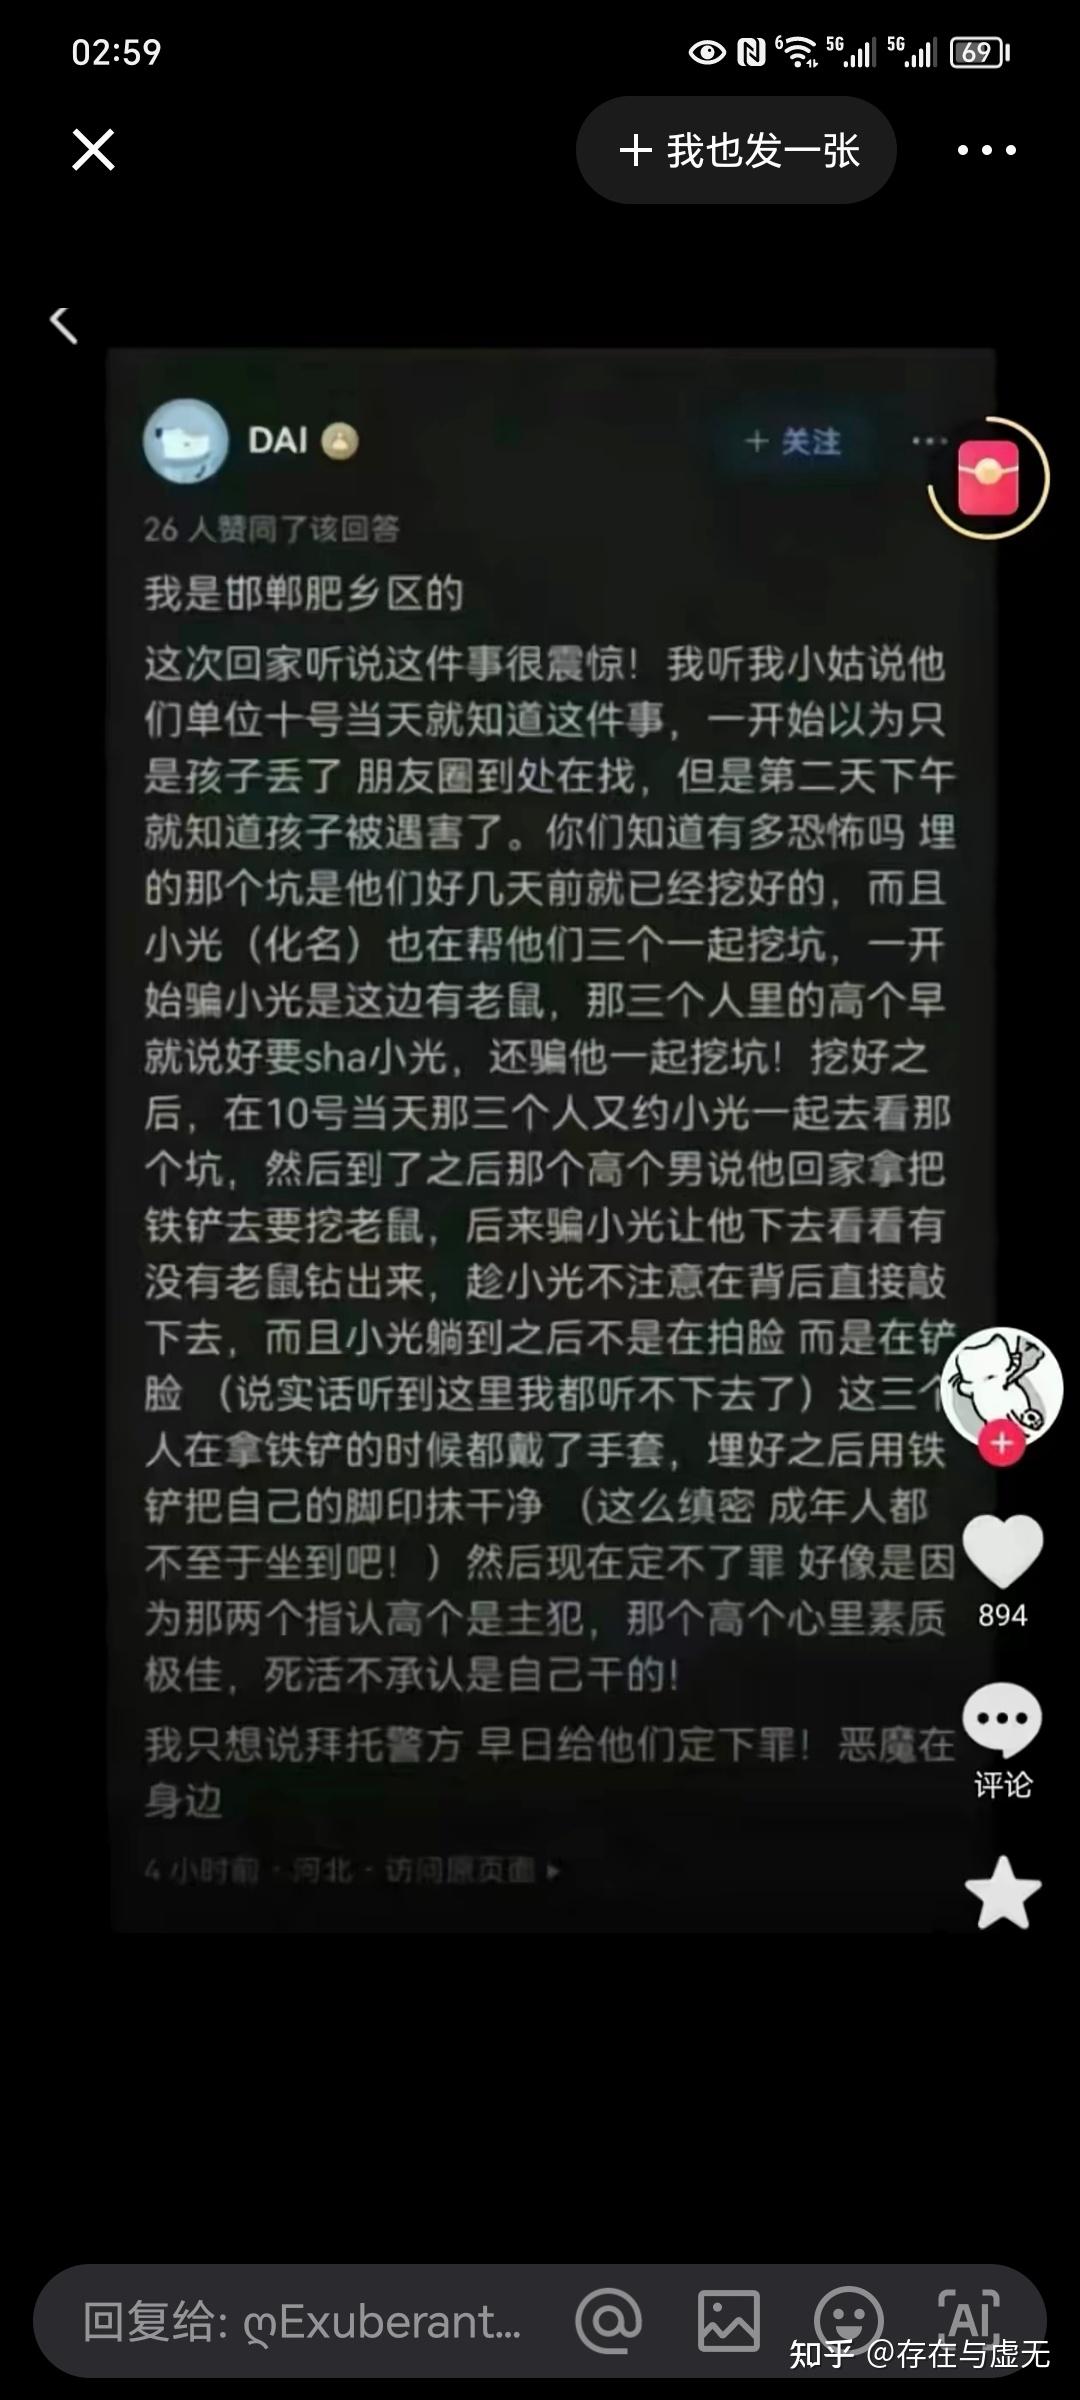 02:59
6 5G 5G 69
+ 我也发一张
DAI
+ 关注
26 人赞同了该回答
我是邯郸肥乡区的
这次回家听说这件事很震惊！我听我小姑说他
们单位十号当天就知道这件事，一开始以为只
是孩子丢了 朋友圈到处在找，但是第二天下午
就知道孩子被遇害了。你们知道有多恐怖吗 埋
的那个坑是他们好几天前就已经挖好的，而且
小光（化名）也在帮他们三个一起挖坑，一开
始骗小光是这边有老鼠，那三个人里的高个早
就说好要sha小光，还骗他一起挖坑！挖好之
后，在10号当天那三个人又约小光一起去看那
个坑，然后到了之后那个高个男说他回家拿把
铁铲去要挖老鼠，后来骗小光让他下去看看有
没有老鼠钻出来，趁小光不注意在背后直接敲
下去，而且小光躺到之后不是在拍脸 而是在铲
脸 （说实话听到这里我都听不下去了）这三个
人在拿铁铲的时候都戴了手套，埋好之后用铁
铲把自己的脚印抹干净 （这么缜密 成年人都
不至于坐到吧！）然后现在定不了罪 好像是因
为那两个指认高个是主犯，那个高个心里素质
极佳，死活不承认是自己干的！
我只想说拜托警方 早日给他们定下罪！恶魔在
身边
4 小时前 · 河北 · 访问原页面
894
评论
回复给: ღExuberant...
AI
知乎 @存在与虚无